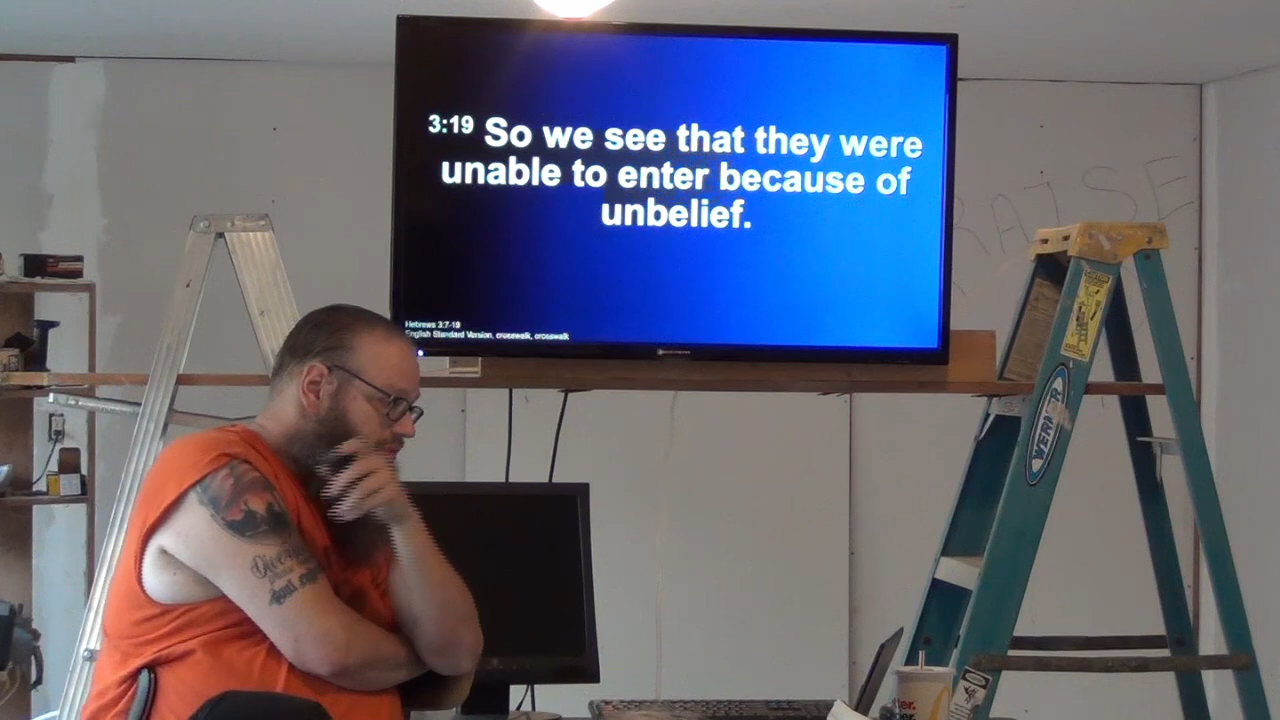 3:19 So we see that they were
unable to enter because of
unbelief.
Hebrews 3:7-19
English Standard Version, crosswalk, crosswalk
RAISE
WERNER